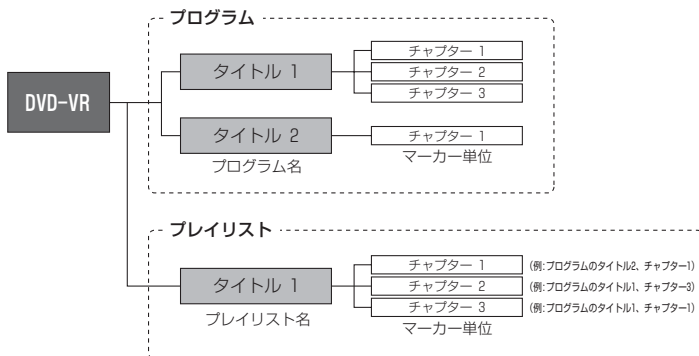 プログラム
DVD-VR
タイトル 1
チャプター 1
チャプター 2
チャプター 3
タイトル 2
チャプター 1
プログラム名
マーカー単位
プレイリスト
タイトル 1
チャプター 1 (例:プログラムのタイトル2、チャプター1)
チャプター 2 (例:プログラムのタイトル1、チャプター3)
チャプター 3 (例:プログラムのタイトル1、チャプター1)
プレイリスト名
マーカー単位